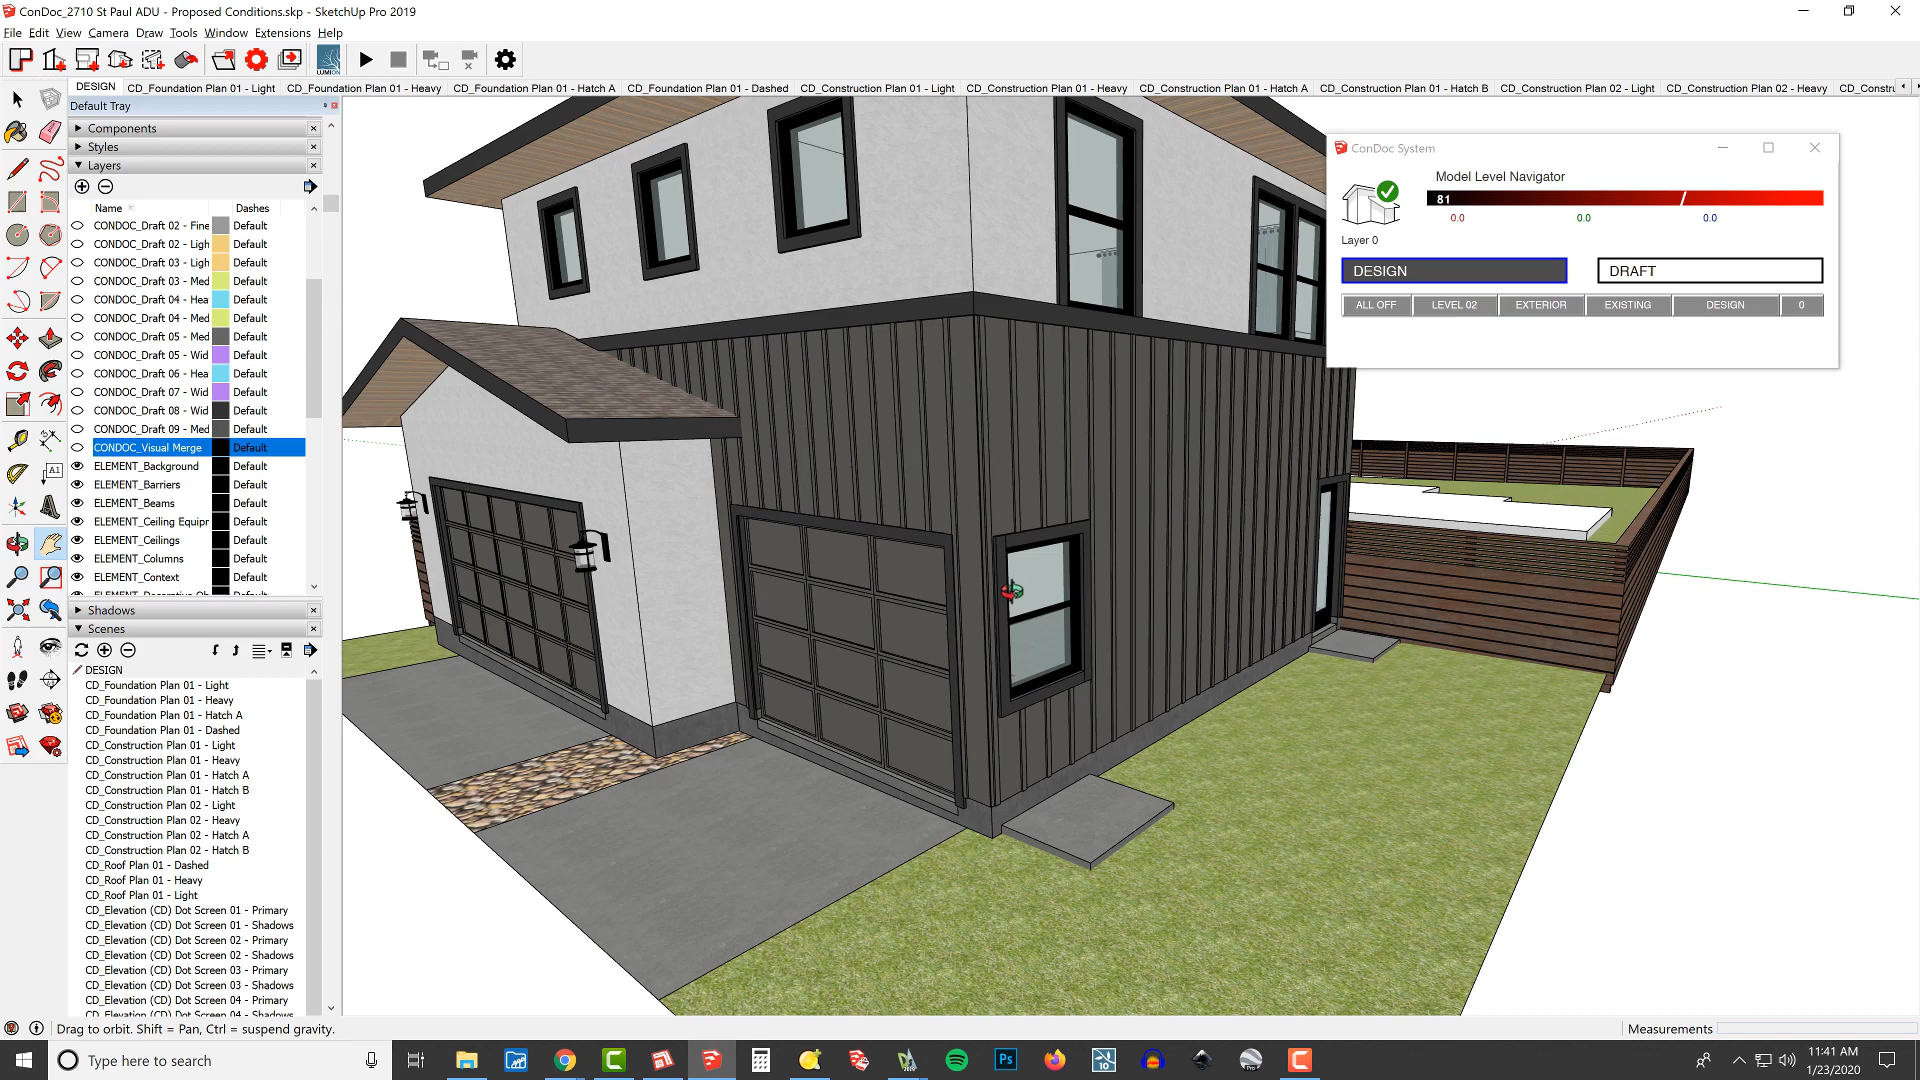 ConDoc_2710 St Paul ADU - Proposed Conditions.skp - SketchUp Pro 2019
File Edit View Camera Draw Tools Window Extensions Help
LUMION
DESIGN CD_Foundation Plan 01 - Light CD_Foundation Plan 01 - Heavy CD_Foundation Plan 01 - Hatch A CD_Foundation Plan 01 - Dashed CD_Construction Plan 01 - Light CD_Construction Plan 01 - Heavy CD_Construction Plan 01 - Hatch A CD_Construction Plan 01 - Hatch B CD_Construction Plan 02 - Light CD_Construction Plan 02 - Heavy CD_Constru
Default Tray
Components
Styles
Layers
Name Dashes
CONDOC_Draft 02 - Fine Default
CONDOC_Draft 02 - Ligh Default
CONDOC_Draft 03 - Ligh Default
CONDOC_Draft 03 - Med Default
CONDOC_Draft 04 - Hea Default
CONDOC_Draft 04 - Med Default
CONDOC_Draft 05 - Med Default
CONDOC_Draft 05 - Wid Default
CONDOC_Draft 06 - Hea Default
CONDOC_Draft 07 - Wid Default
CONDOC_Draft 08 - Wid Default
CONDOC_Draft 09 - Med Default
CONDOC_Visual Merge Default
ELEMENT_Background Default
ELEMENT_Barriers Default
ELEMENT_Beams Default
ELEMENT_Ceiling Equipr Default
ELEMENT_Ceilings Default
ELEMENT_Columns Default
ELEMENT_Context Default
Shadows
Scenes
DESIGN
CD_Foundation Plan 01 - Light
CD_Foundation Plan 01 - Heavy
CD_Foundation Plan 01 - Hatch A
CD_Foundation Plan 01 - Dashed
CD_Construction Plan 01 - Light
CD_Construction Plan 01 - Heavy
CD_Construction Plan 01 - Hatch A
CD_Construction Plan 01 - Hatch B
CD_Construction Plan 02 - Light
CD_Construction Plan 02 - Heavy
CD_Construction Plan 02 - Hatch A
CD_Construction Plan 02 - Hatch B
CD_Roof Plan 01 - Dashed
CD_Roof Plan 01 - Heavy
CD_Roof Plan 01 - Light
CD_Elevation (CD) Dot Screen 01 - Primary
CD_Elevation (CD) Dot Screen 01 - Shadows
CD_Elevation (CD) Dot Screen 02 - Primary
CD_Elevation (CD) Dot Screen 02 - Shadows
CD_Elevation (CD) Dot Screen 03 - Primary
CD_Elevation (CD) Dot Screen 03 - Shadows
CD_Elevation (CD) Dot Screen 04 - Primary
CD_Elevation (CD) Dot Screen 04 - Shadows
ConDoc System
Model Level Navigator
81
0.0 0.0 0.0
Layer 0
DESIGN DRAFT
ALL OFF LEVEL 02 EXTERIOR EXISTING DESIGN 0
Drag to orbit. Shift = Pan, Ctrl = suspend gravity.
Measurements
Type here to search
11:41 AM
1/23/2020